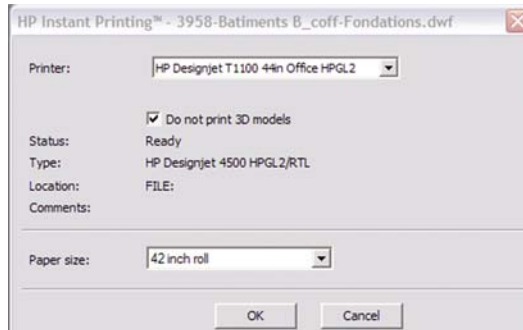 HP Instant Printing™ - 3958-Batiments B_coff-Fondations.dwf
Printer: HP Designjet T1100 44in Office HPGL2
Do not print 3D models
Status: Ready
Type: HP Designjet 4500 HPGL2/RTL
Location: FILE:
Comments:
Paper size: 42 inch roll
OK Cancel